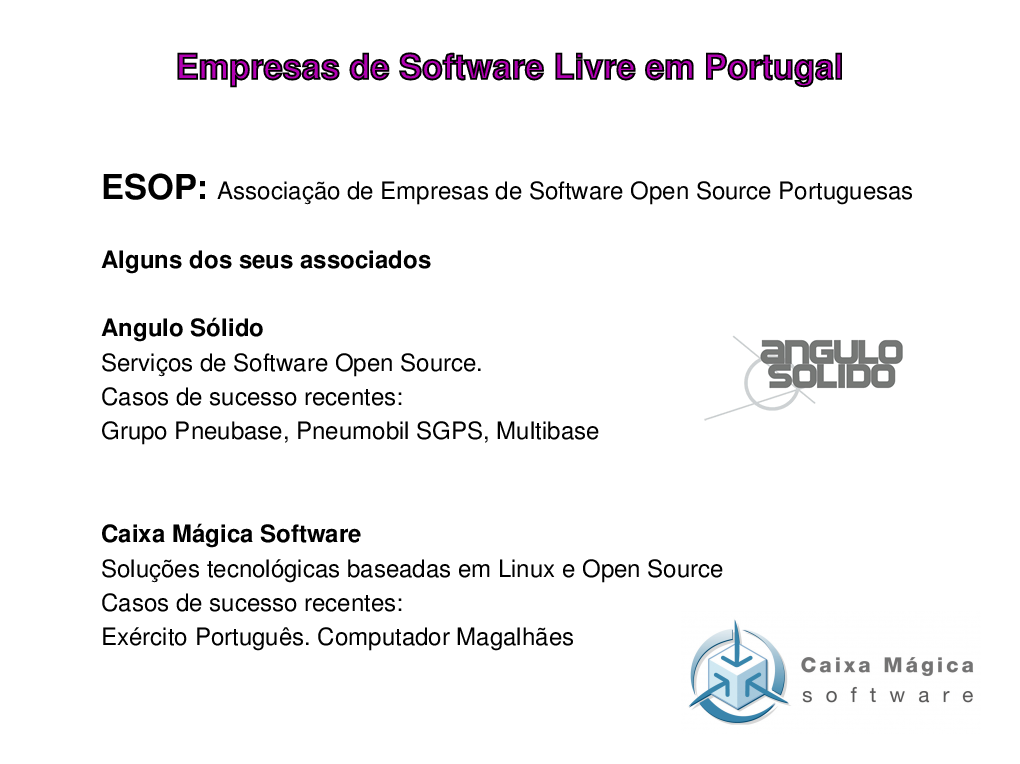 Empresas de Software Livre em Portugal
ESOP: Associação de Empresas de Software Open Source Portuguesas
Alguns dos seus associados
Angulo Sólido
Serviços de Software Open Source.
Casos de sucesso recentes:
Grupo Pneubase, Pneumobil SGPS, Multibase
ANGULO
SOLIDO
Caixa Mágica Software
Soluções tecnológicas baseadas em Linux e Open Source
Casos de sucesso recentes:
Exército Português. Computador Magalhães
Caixa Mágica
software